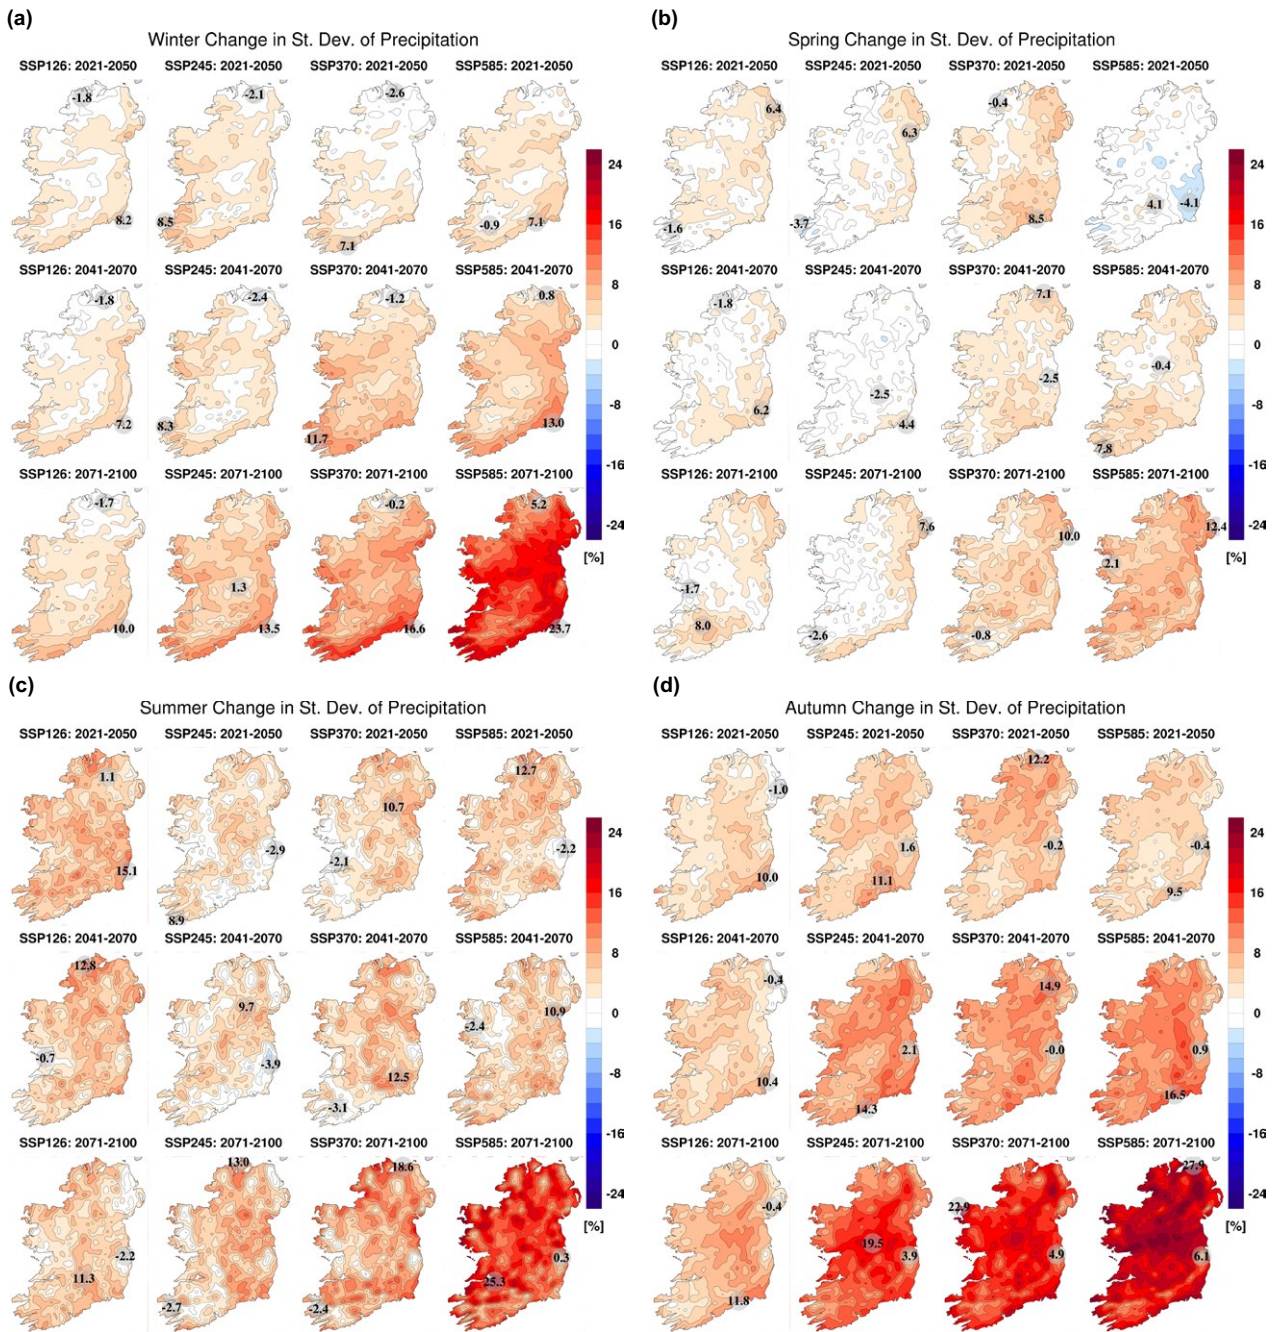 (a)
Winter Change in St. Dev. of Precipitation
SSP126: 2021-2050 SSP245: 2021-2050 SSP370: 2021-2050 SSP585: 2021-2050
-1.8 -2.1 -2.6
8.2 8.5 7.1 -0.9 7.1
SSP126: 2041-2070 SSP245: 2041-2070 SSP370: 2041-2070 SSP585: 2041-2070
-1.8 -2.4 -1.2 0.8
7.2 8.3 11.7 13.0
SSP126: 2071-2100 SSP245: 2071-2100 SSP370: 2071-2100 SSP585: 2071-2100
-1.7 -0.2 5.2
1.3
10.0 13.5 16.6 23.7
24
16
8
0
-8
-16
-24
[%]
(b)
Spring Change in St. Dev. of Precipitation
SSP126: 2021-2050 SSP245: 2021-2050 SSP370: 2021-2050 SSP585: 2021-2050
6.4 6.3 -0.4
-1.6 -3.7 8.5 4.1 -4.1
SSP126: 2041-2070 SSP245: 2041-2070 SSP370: 2041-2070 SSP585: 2041-2070
-1.8 7.1
-2.5 -2.5 -0.4
6.2 4.4 7.8
SSP126: 2071-2100 SSP245: 2071-2100 SSP370: 2071-2100 SSP585: 2071-2100
7.6 10.0 12.4
-1.7 2.1
8.0 -2.6 -0.8
24
16
8
0
-8
-16
-24
[%]
(c)
Summer Change in St. Dev. of Precipitation
SSP126: 2021-2050 SSP245: 2021-2050 SSP370: 2021-2050 SSP585: 2021-2050
1.1 10.7 12.7
15.1 -2.9 -2.1 -2.2
8.9
SSP126: 2041-2070 SSP245: 2041-2070 SSP370: 2041-2070 SSP585: 2041-2070
12.8 9.7 -2.4 10.9
-0.7 -3.9 12.5
-3.1
SSP126: 2071-2100 SSP245: 2071-2100 SSP370: 2071-2100 SSP585: 2071-2100
13.0 18.6
-2.2 0.3
11.3 -2.7 -2.4 25.3
24
16
8
0
-8
-16
-24
[%]
(d)
Autumn Change in St. Dev. of Precipitation
SSP126: 2021-2050 SSP245: 2021-2050 SSP370: 2021-2050 SSP585: 2021-2050
-1.0 12.2
1.6 -0.2 -0.4
10.0 11.1 9.5
SSP126: 2041-2070 SSP245: 2041-2070 SSP370: 2041-2070 SSP585: 2041-2070
-0.4 14.9
2.1 -0.0 0.9
10.4 14.3 16.5
SSP126: 2071-2100 SSP245: 2071-2100 SSP370: 2071-2100 SSP585: 2071-2100
-0.4 22.9 27.9
19.5 3.9 4.9 6.1
11.8
24
16
8
0
-8
-16
-24
[%]